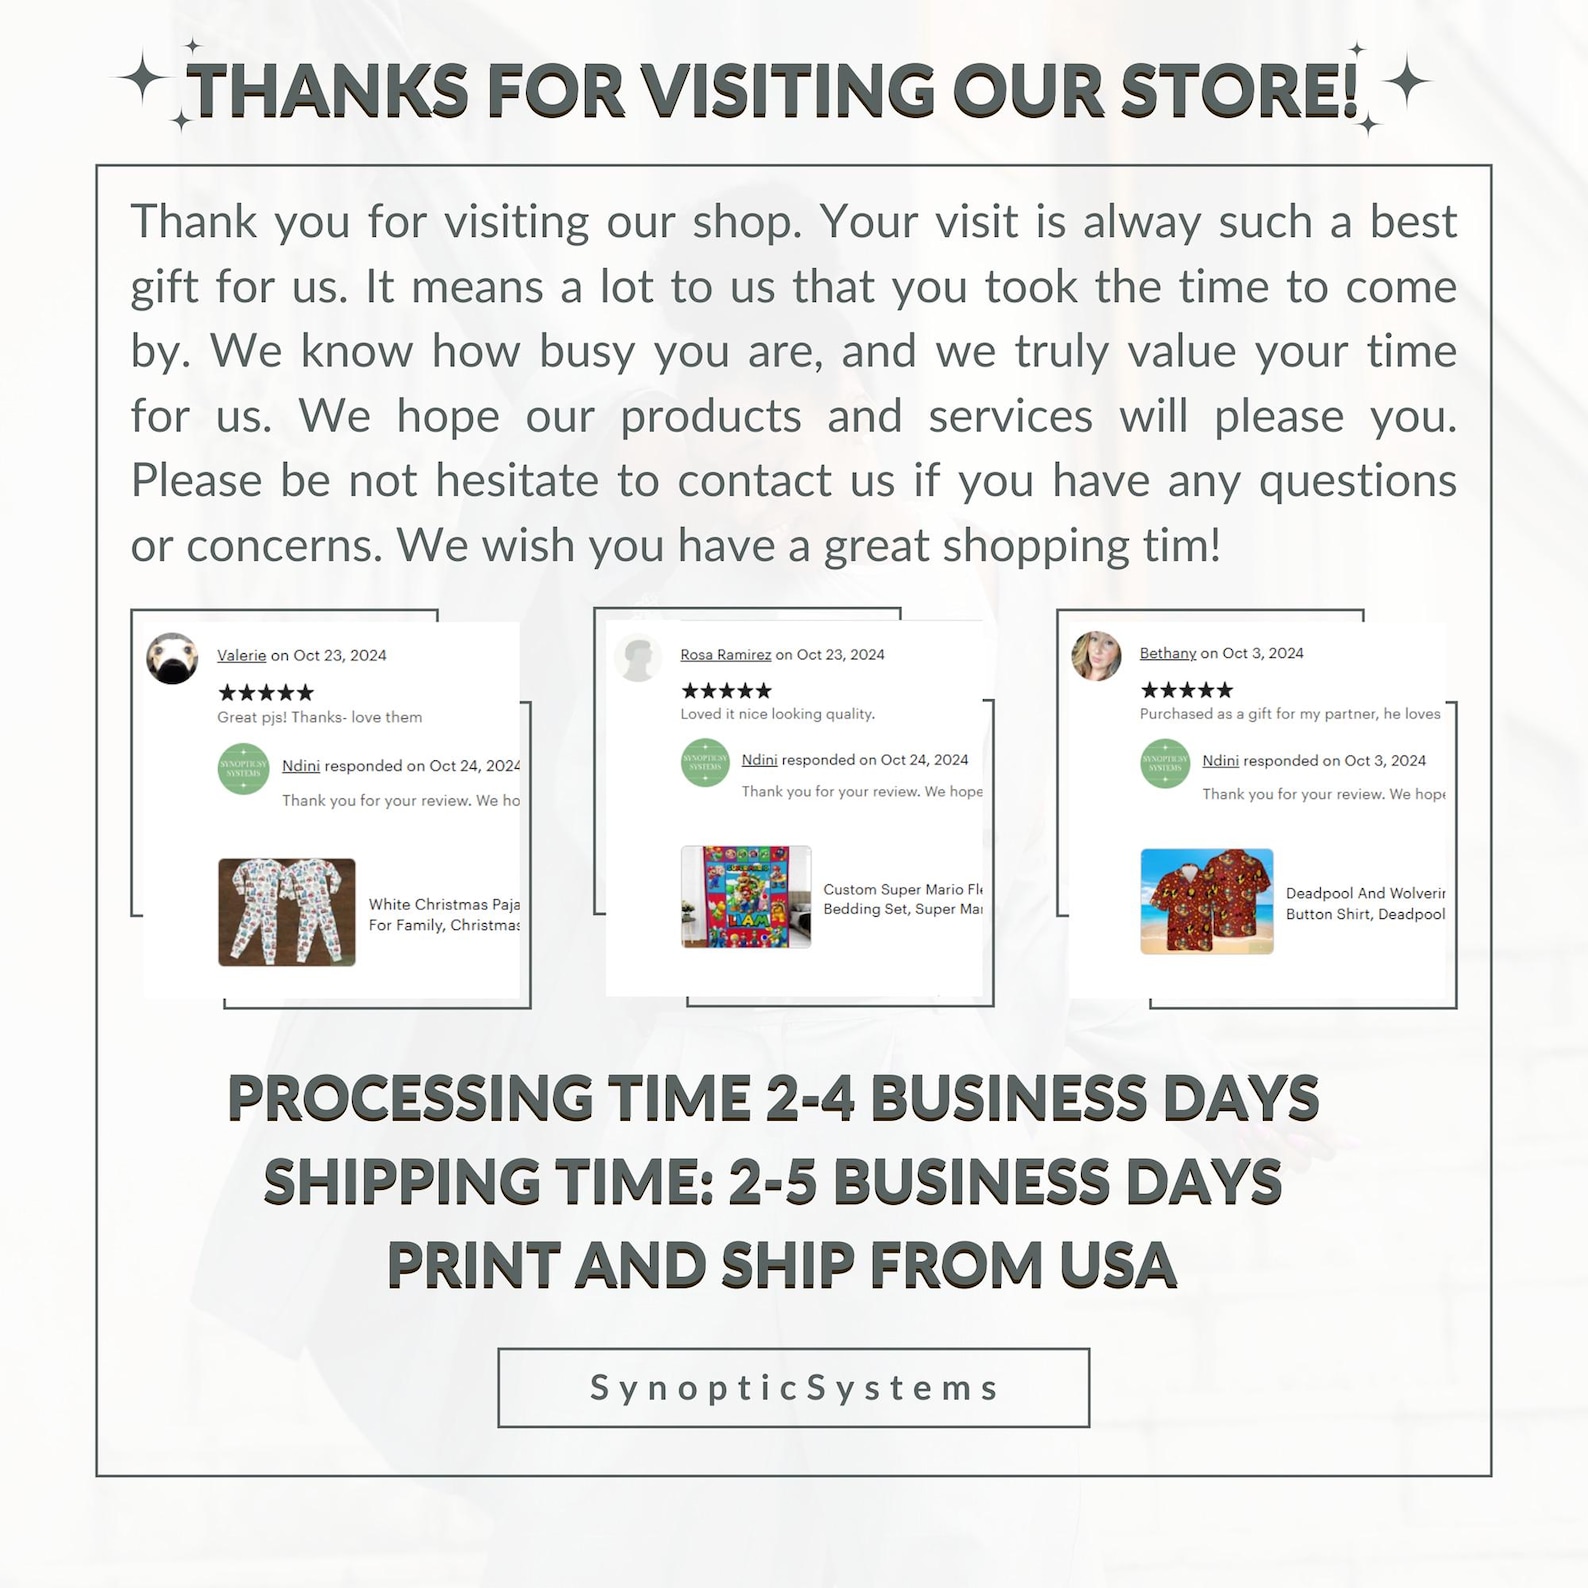 THANKS FOR VISITING OUR STORE!
Thank you for visiting our shop. Your visit is alway such a best
gift for us. It means a lot to us that you took the time to come
by. We know how busy you are, and we truly value your time
for us. We hope our products and services will please you.
Please be not hesitate to contact us if you have any questions
or concerns. We wish you have a great shopping tim!
Valerie on Oct 23, 2024
★★★★★
Great pjs! Thanks- love them
SYNOPTICSY
SYSTEMS
Ndini responded on Oct 24, 2024
Thank you for your review. We ho
White Christmas Paja
For Family, Christmas
Rosa Ramirez on Oct 23, 2024
★★★★★
Loved it nice looking quality.
SYNOPTICSY
SYSTEMS
Ndini responded on Oct 24, 2024
Thank you for your review. We hope
SUPER MARIO
LIAM
Custom Super Mario Fle
Bedding Set, Super Mar
Bethany on Oct 3, 2024
★★★★★
Purchased as a gift for my partner, he loves
SYNOPTICSY
SYSTEMS
Ndini responded on Oct 3, 2024
Thank you for your review. We hope
Deadpool And Wolverin
Button Shirt, Deadpool
PROCESSING TIME 2-4 BUSINESS DAYS
SHIPPING TIME: 2-5 BUSINESS DAYS
PRINT AND SHIP FROM USA
SynopticSystems